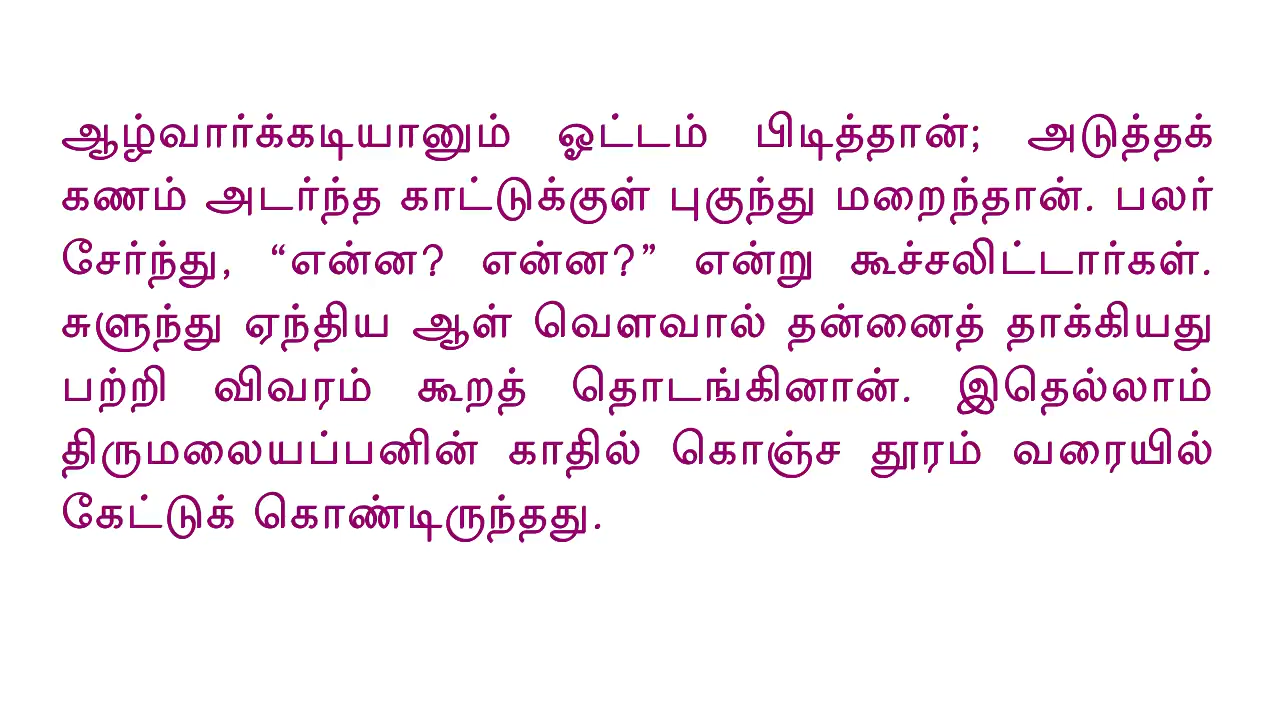 ஆழ்வார்க்கடியானும் ஓட்டம் பிடித்தான்; அடுத்தக்
கணம் அடர்ந்த காட்டுக்குள் புகுந்து மறைந்தான். பலர்
சேர்ந்து, “என்ன? என்ன?” என்று கூச்சலிட்டார்கள்.
சுளுந்து ஏந்திய ஆள் வௌவால் தன்னைத் தாக்கியது
பற்றி விவரம் கூறத் தொடங்கினான். இதெல்லாம்
திருமலையப்பனின் காதில் கொஞ்ச தூரம் வரையில்
கேட்டுக் கொண்டிருந்தது.